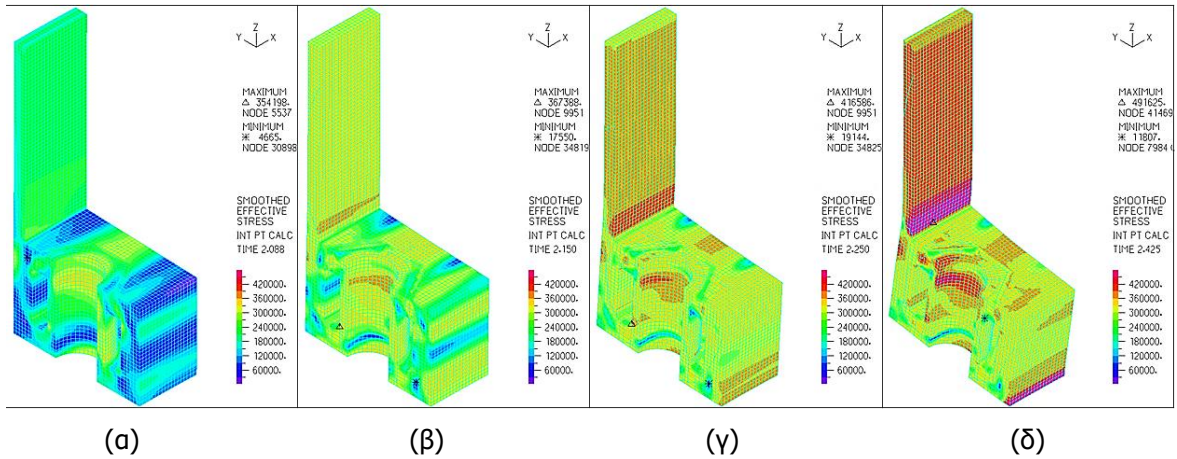 Z
Y X
MAXIMUM
△ 354198.
NODE 5537
MINIMUM
✳ 4665.
NODE 30898
SMOOTHED
EFFECTIVE
STRESS
INT PT CALC
TIME 2.088
420000.
360000.
300000.
240000.
180000.
120000.
60000.
(α)
Z
Y X
MAXIMUM
△ 367388.
NODE 9951
MINIMUM
✳ 17550.
NODE 34819
SMOOTHED
EFFECTIVE
STRESS
INT PT CALC
TIME 2.150
420000.
360000.
300000.
240000.
180000.
120000.
60000.
(β)
Z
Y X
MAXIMUM
△ 416586.
NODE 9951
MINIMUM
✳ 19144.
NODE 34825
SMOOTHED
EFFECTIVE
STRESS
INT PT CALC
TIME 2.250
420000.
360000.
300000.
240000.
180000.
120000.
60000.
(γ)
Z
Y X
MAXIMUM
△ 491625.
NODE 41469
MINIMUM
✳ 11807.
NODE 7984
SMOOTHED
EFFECTIVE
STRESS
INT PT CALC
TIME 2.425
420000.
360000.
300000.
240000.
180000.
120000.
60000.
(δ)